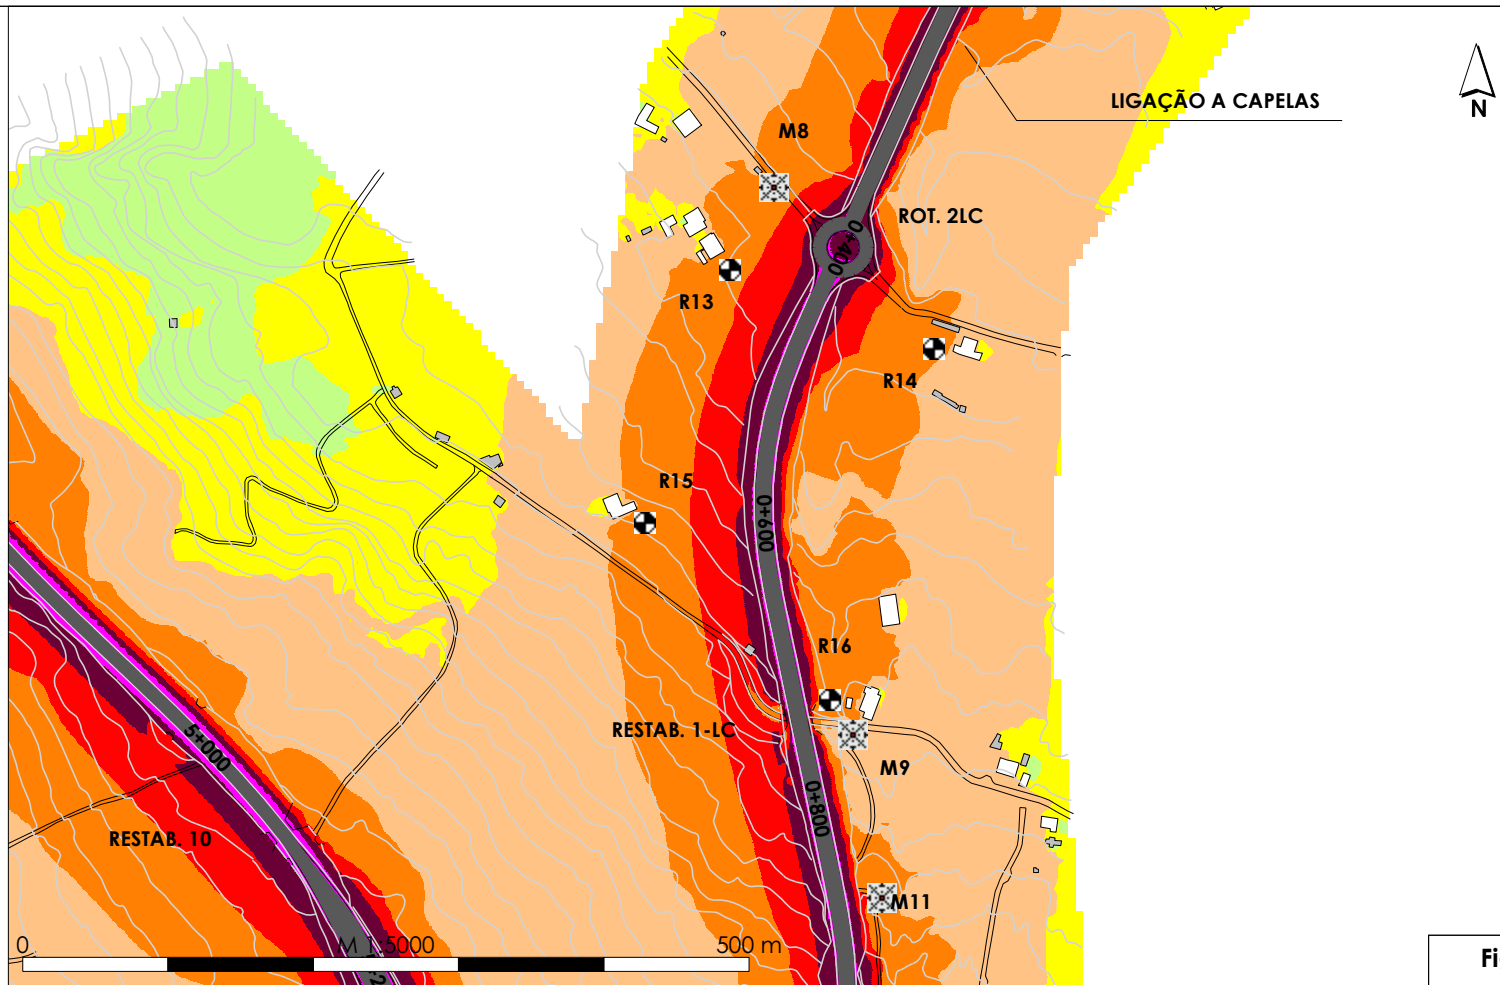 LIGAÇÃO A CAPELAS
N
M8
ROT. 2LC
0+400
R13
R14
R15
0+600
R16
RESTAB. 1-LC
5+000
M9
0+800
RESTAB. 10
M11
0
M 1:5000
500 m